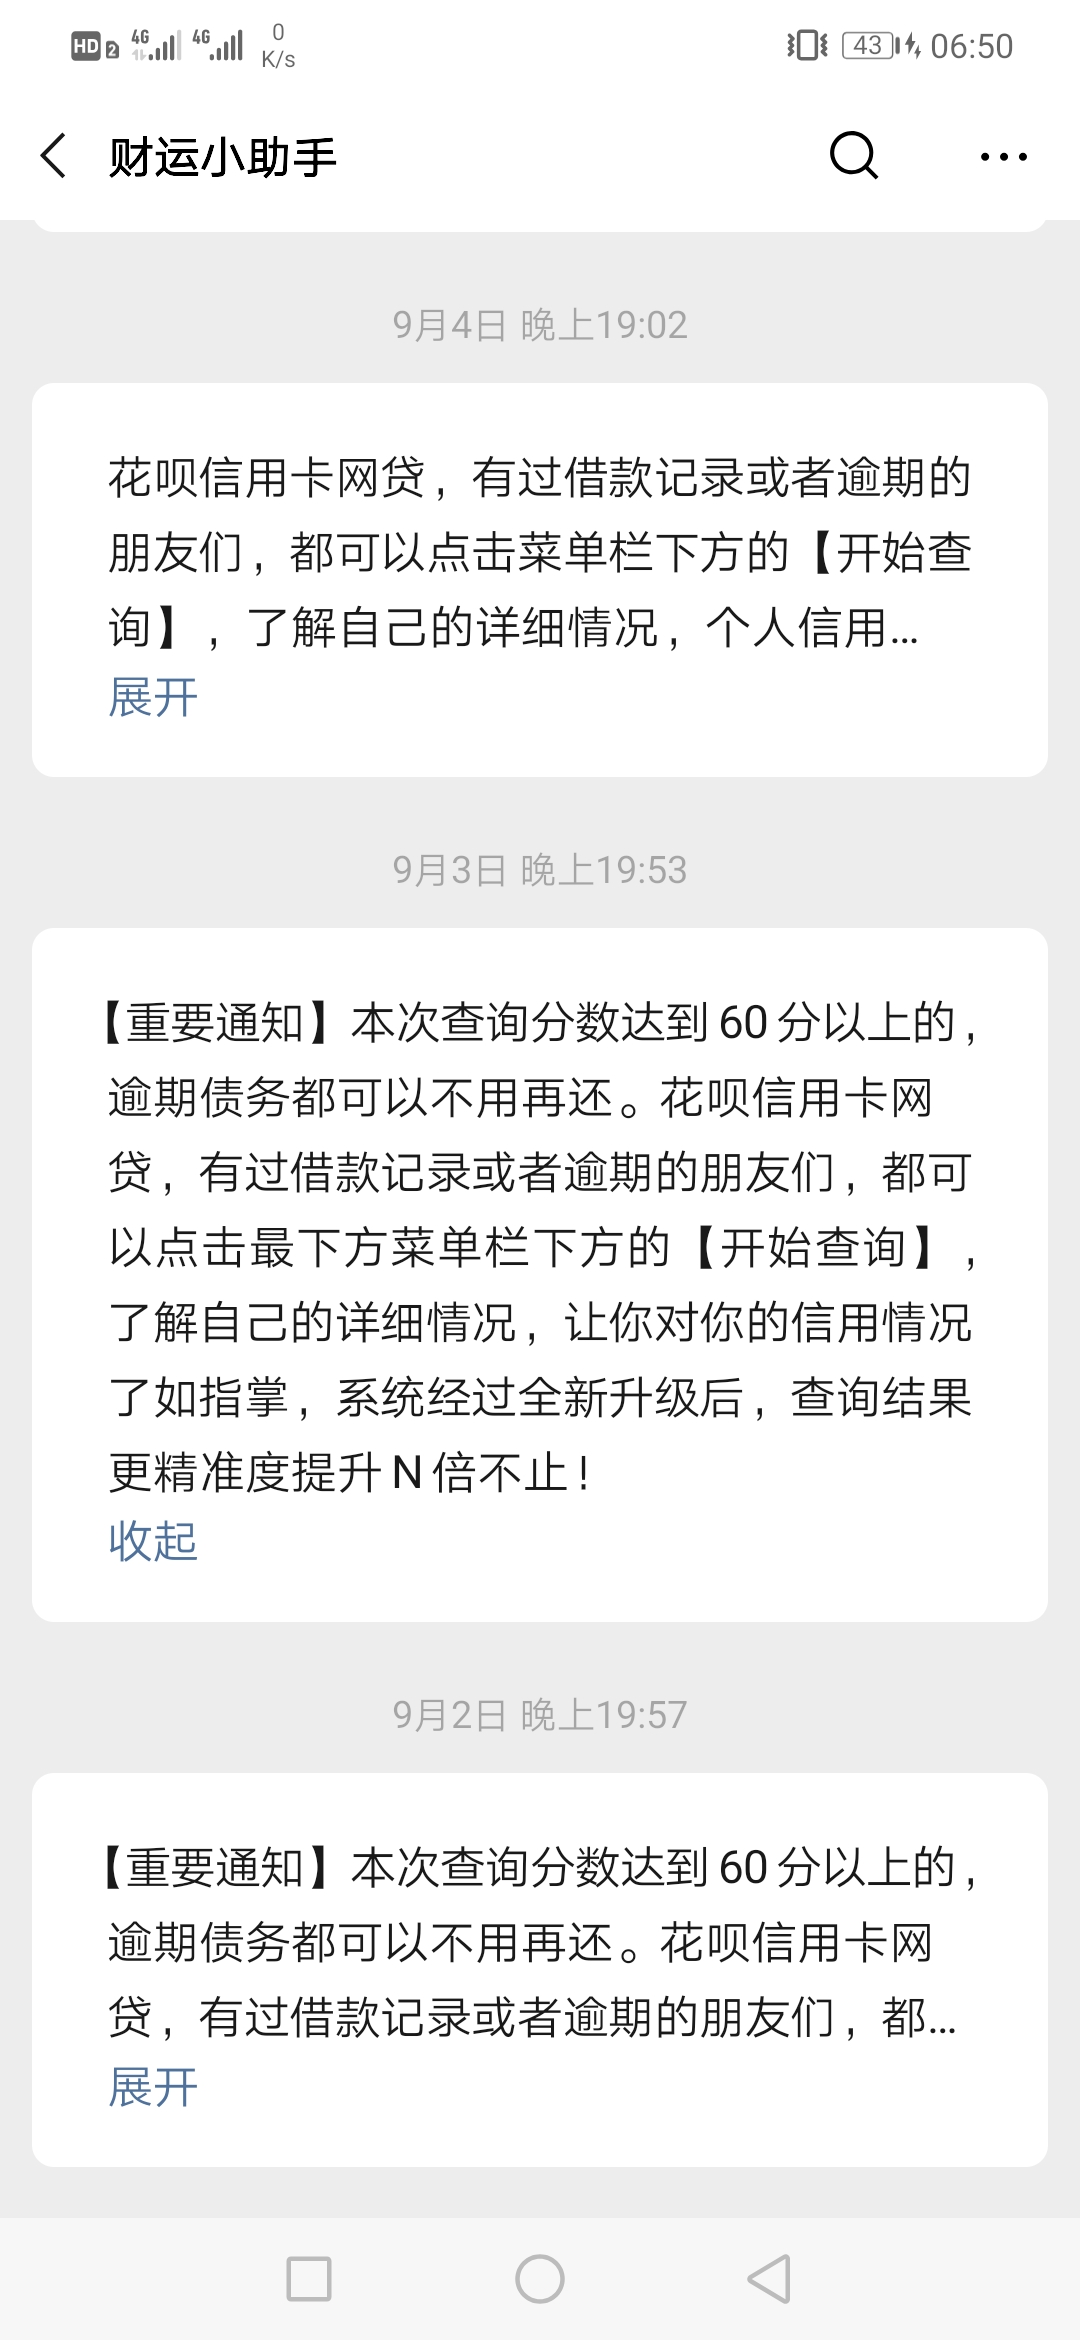 HD 2 4G 4G 0 K/s 43 06:50
财运小助手
9月4日 晚上19:02
花呗信用卡网贷，有过借款记录或者逾期的
朋友们，都可以点击菜单栏下方的【开始查
询】，了解自己的详细情况，个人信用...
展开
9月3日 晚上19:53
【重要通知】本次查询分数达到60分以上的，
逾期债务都可以不用再还。花呗信用卡网
贷，有过借款记录或者逾期的朋友们，都可
以点击最下方菜单栏下方的【开始查询】，
了解自己的详细情况，让你对你的信用情况
了如指掌，系统经过全新升级后，查询结果
更精准度提升N倍不止！
收起
9月2日 晚上19:57
【重要通知】本次查询分数达到60分以上的，
逾期债务都可以不用再还。花呗信用卡网
贷，有过借款记录或者逾期的朋友们，都...
展开